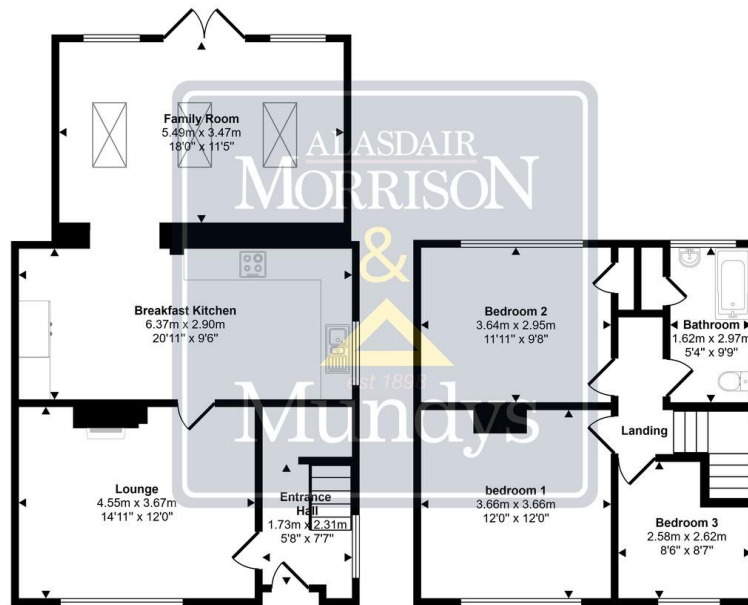 Family Room
5.49m x 3.47m
18'0" x 11'5"
ALASDAIR
MORRISON
&
est 1898
Mundys
Breakfast Kitchen
6.37m x 2.90m
20'11" x 9'6"
Lounge
4.55m x 3.67m
14'11" x 12'0"
Entrance
Hall
1.73m x 2.31m
5'8" x 7'7"
Bedroom 2
3.64m x 2.95m
11'11" x 9'8"
Bathroom
1.62m x 2.97m
5'4" x 9'9"
Landing
bedroom 1
3.66m x 3.66m
12'0" x 12'0"
Bedroom 3
2.58m x 2.62m
8'6" x 8'7"